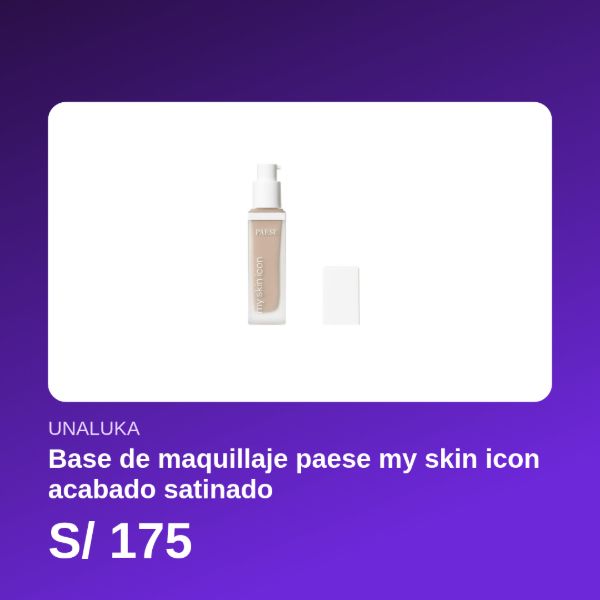 PAESE
my skin icon
UNALUKA
Base de maquillaje paese my skin icon
acabado satinado
S/ 175